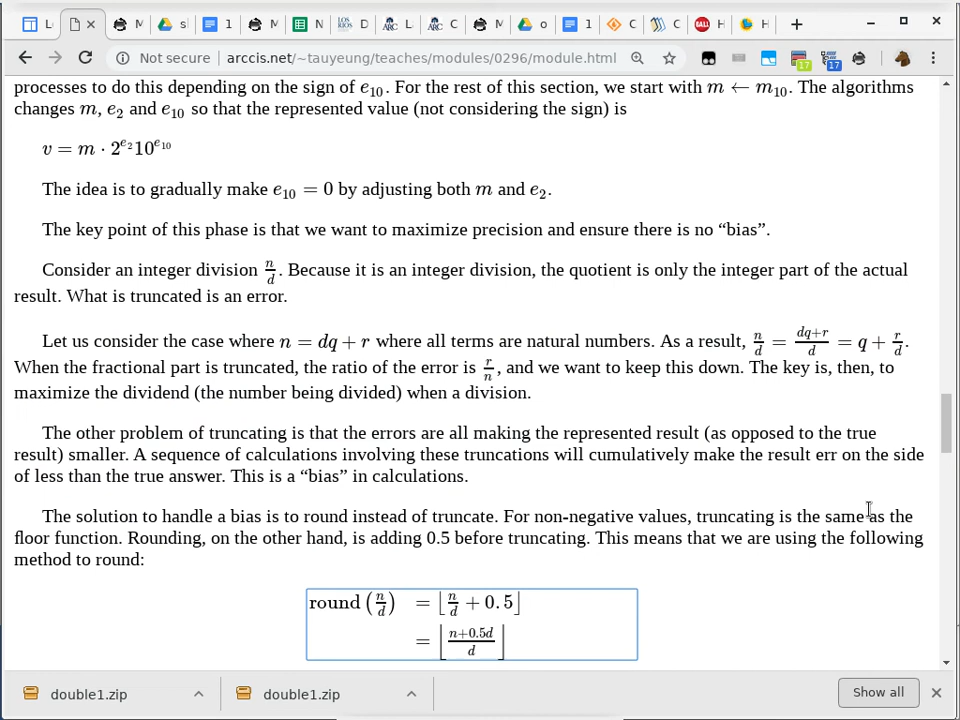 L
M
s
1
M
N
LOS RIOS
D
ARC
L
ARC
C
M
o
1
C
C
BALL
H
H
Not secure arccis.net/~tauyeung/teaches/modules/0296/module.html
17
17
processes to do this depending on the sign of e₁₀. For the rest of this section, we start with m ← m₁₀. The algorithms
changes m, e₂ and e₁₀ so that the represented value (not considering the sign) is
v = m · 2^{e₂}10^{e₁₀}
The idea is to gradually make e₁₀ = 0 by adjusting both m and e₂.
The key point of this phase is that we want to maximize precision and ensure there is no “bias”.
Consider an integer division n/d. Because it is an integer division, the quotient is only the integer part of the actual
result. What is truncated is an error.
Let us consider the case where n = dq + r where all terms are natural numbers. As a result, n/d = (dq+r)/d = q + r/d.
When the fractional part is truncated, the ratio of the error is r/n, and we want to keep this down. The key is, then, to
maximize the dividend (the number being divided) when a division.
The other problem of truncating is that the errors are all making the represented result (as opposed to the true
result) smaller. A sequence of calculations involving these truncations will cumulatively make the result err on the side
of less than the true answer. This is a “bias” in calculations.
The solution to handle a bias is to round instead of truncate. For non-negative values, truncating is the same as the
floor function. Rounding, on the other hand, is adding 0.5 before truncating. This means that we are using the following
method to round:
round (n/d) = ⌊n/d + 0.5⌋
= ⌊(n+0.5d)/d⌋
double1.zip
double1.zip
Show all